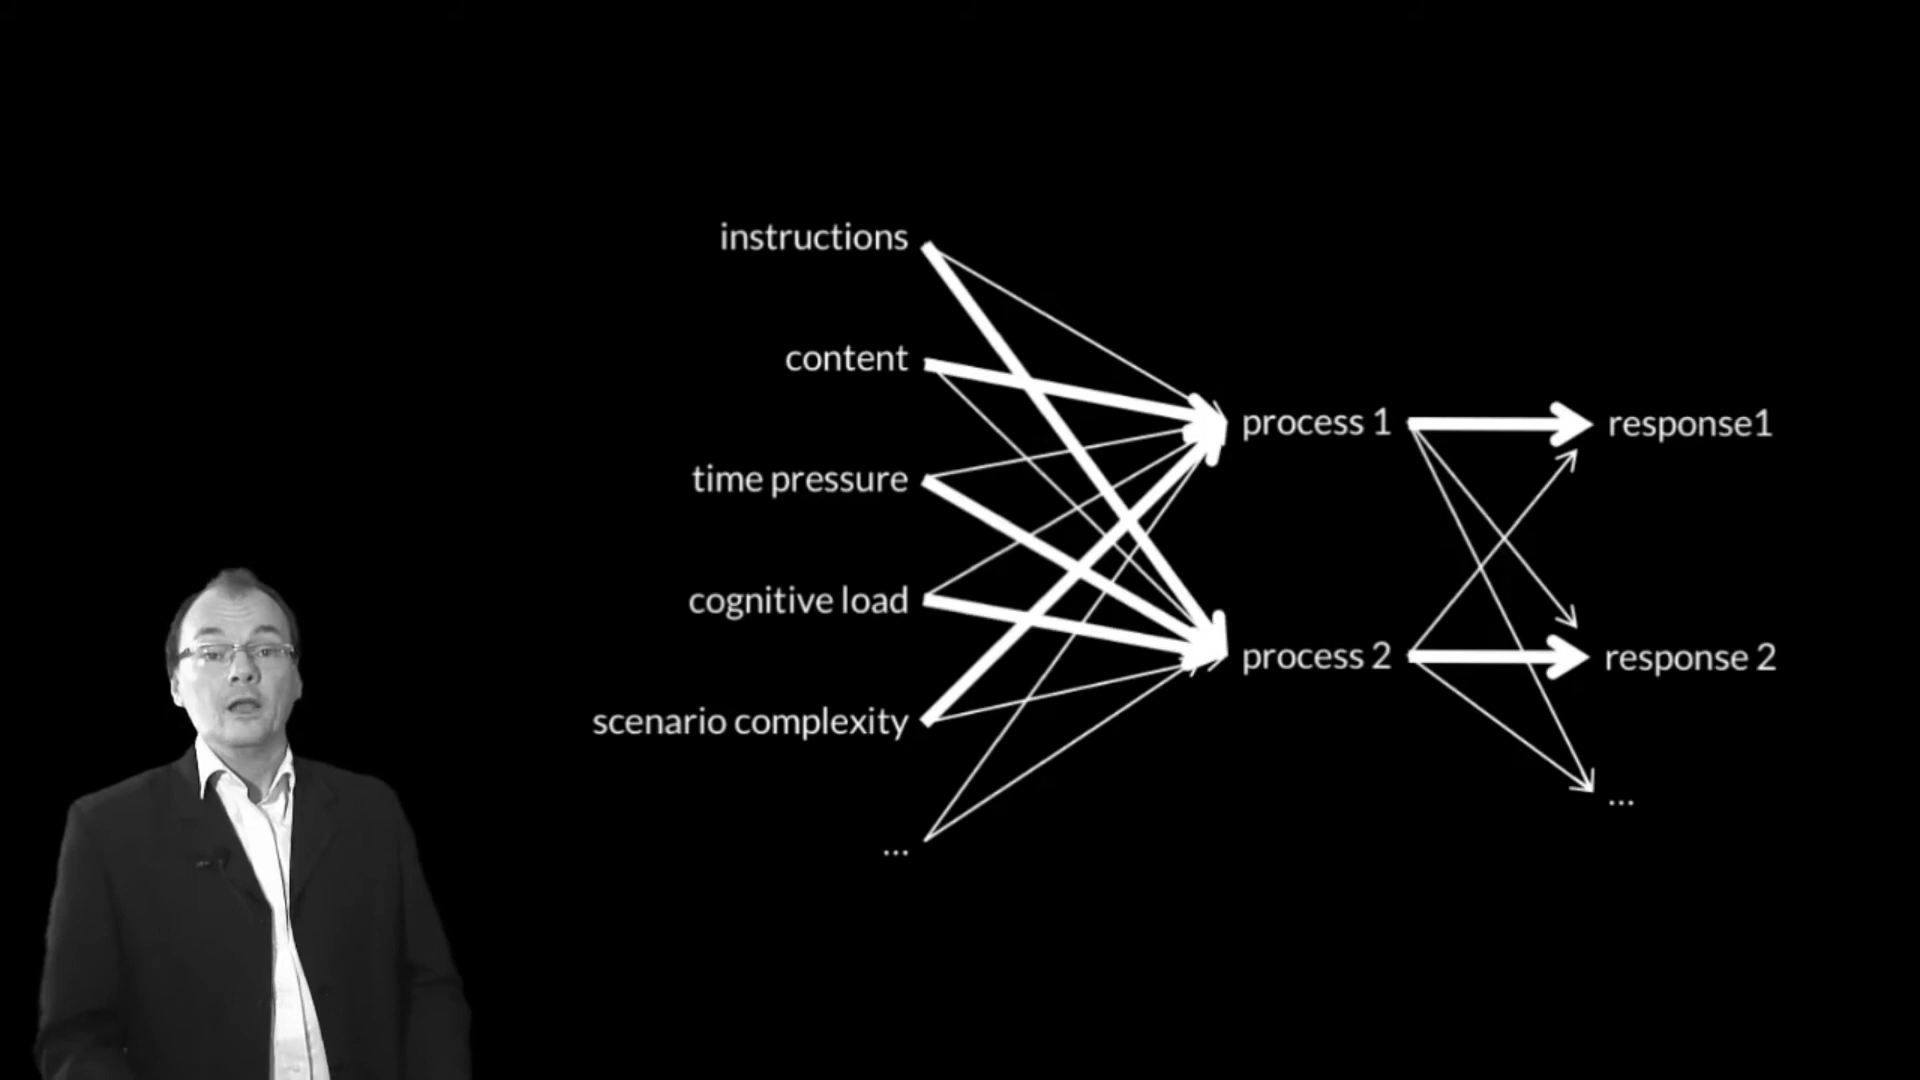 instructions
content
time pressure
cognitive load
scenario complexity
...
process 1
process 2
response1
response 2
...